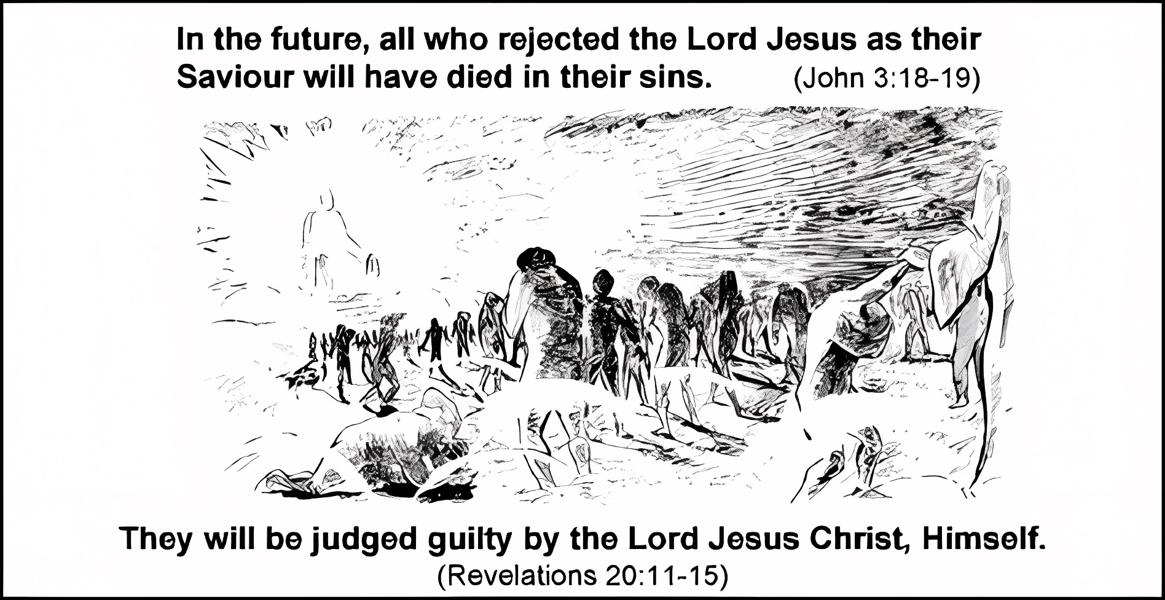 In the future, all who rejected the Lord Jesus as their
Saviour will have died in their sins. (John 3:18-19)
They will be judged guilty by the Lord Jesus Christ, Himself.
(Revelations 20:11-15)